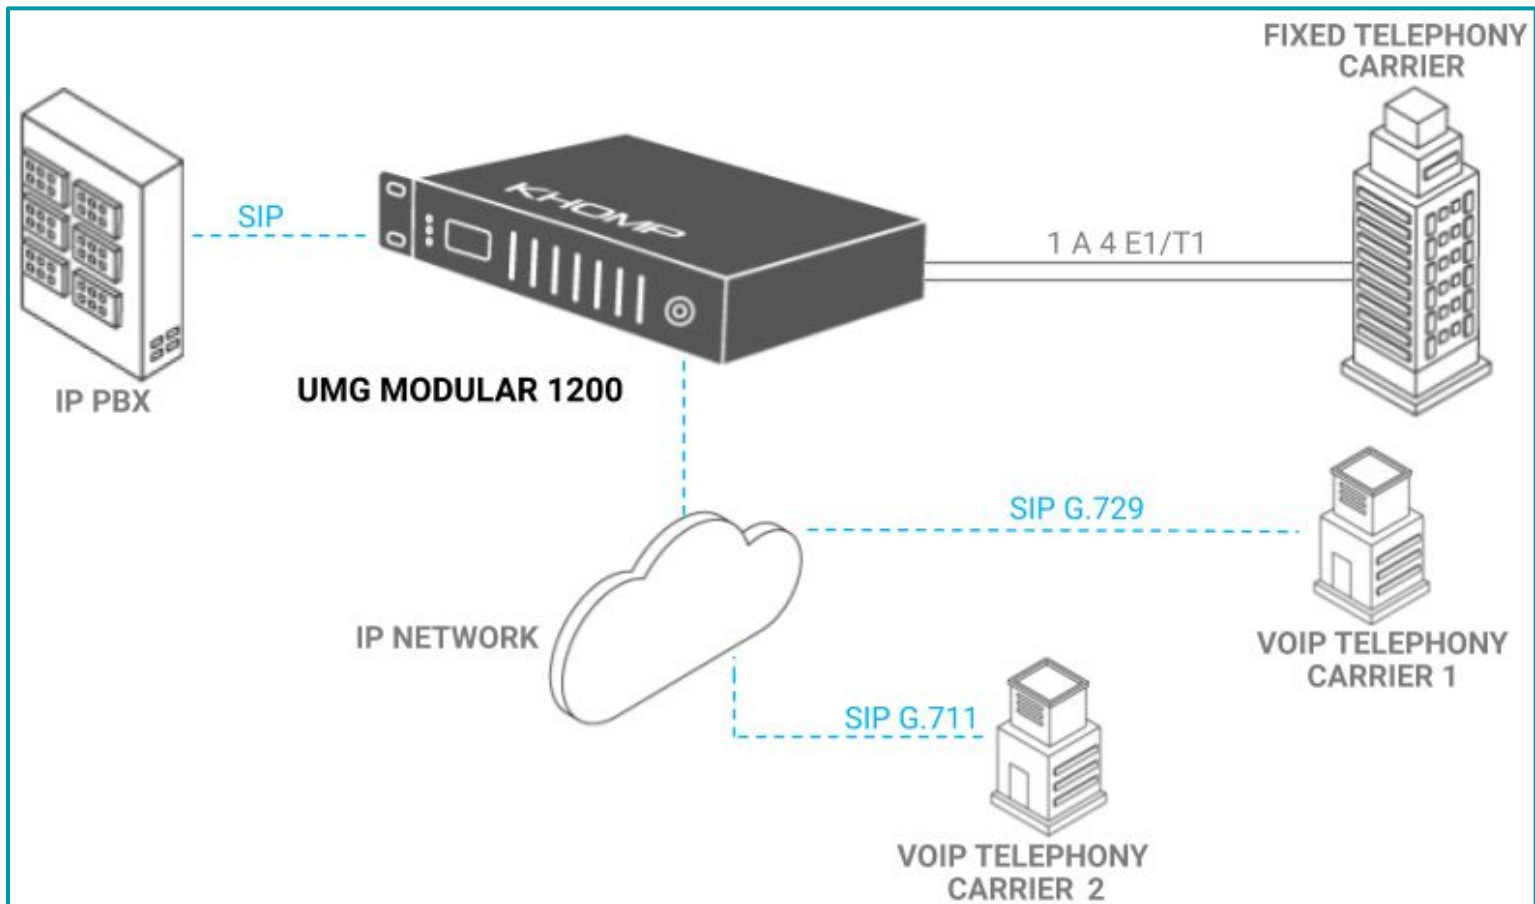 FIXED TELEPHONY
CARRIER
KHOMP
SIP
1 A 4 E1/T1
UMG MODULAR 1200
IP PBX
SIP G.729
IP NETWORK
VOIP TELEPHONY
CARRIER 1
SIP G.711
VOIP TELEPHONY
CARRIER 2